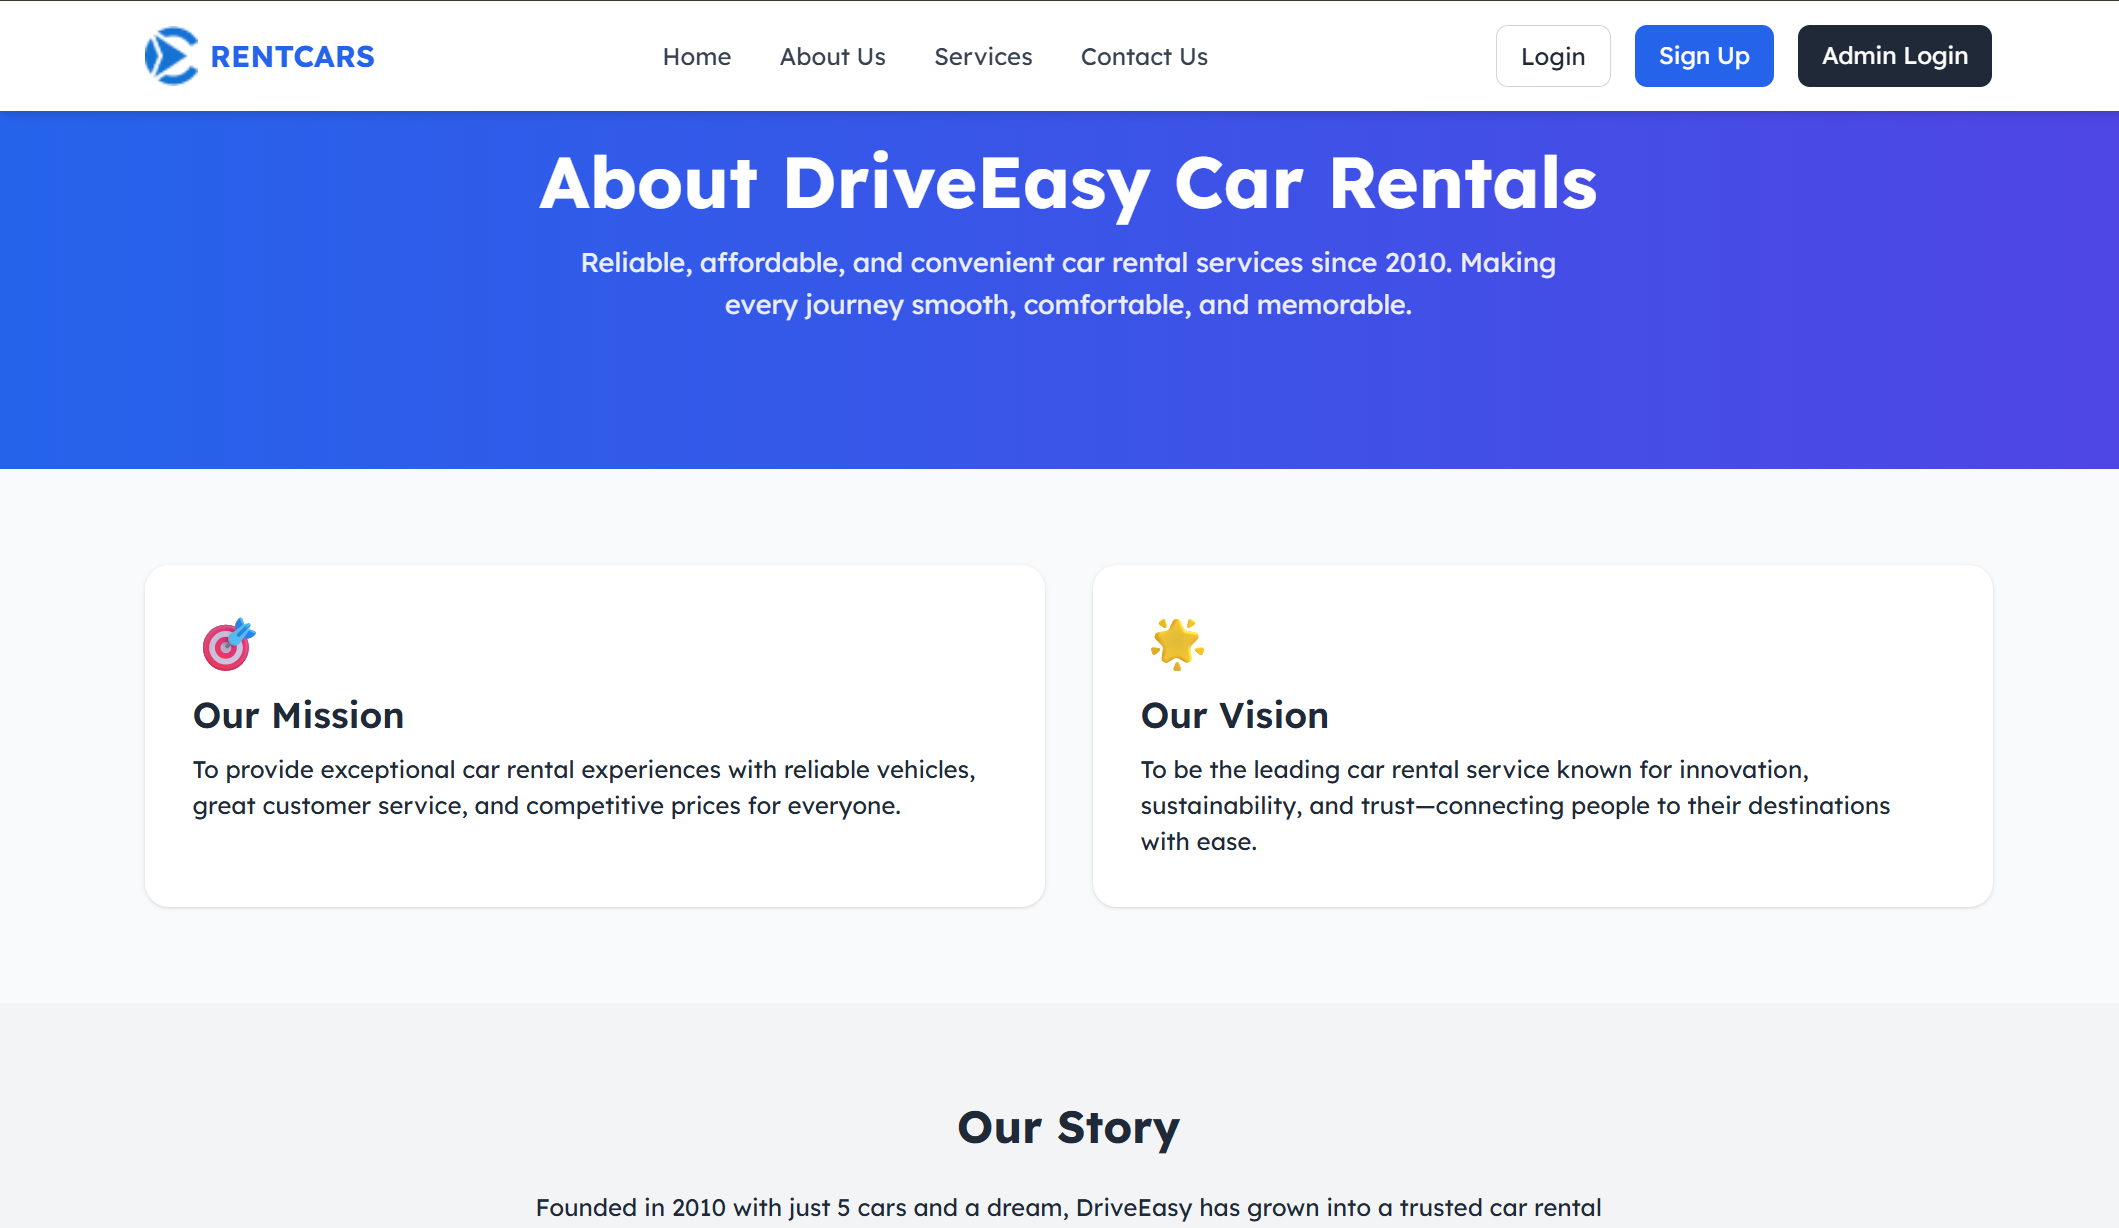 RENTCARS
Home
About Us
Services
Contact Us
Login
Sign Up
Admin Login
About DriveEasy Car Rentals
Reliable, affordable, and convenient car rental services since 2010. Making
every journey smooth, comfortable, and memorable.
Our Mission
To provide exceptional car rental experiences with reliable vehicles,
great customer service, and competitive prices for everyone.
Our Vision
To be the leading car rental service known for innovation,
sustainability, and trust—connecting people to their destinations
with ease.
Our Story
Founded in 2010 with just 5 cars and a dream, DriveEasy has grown into a trusted car rental